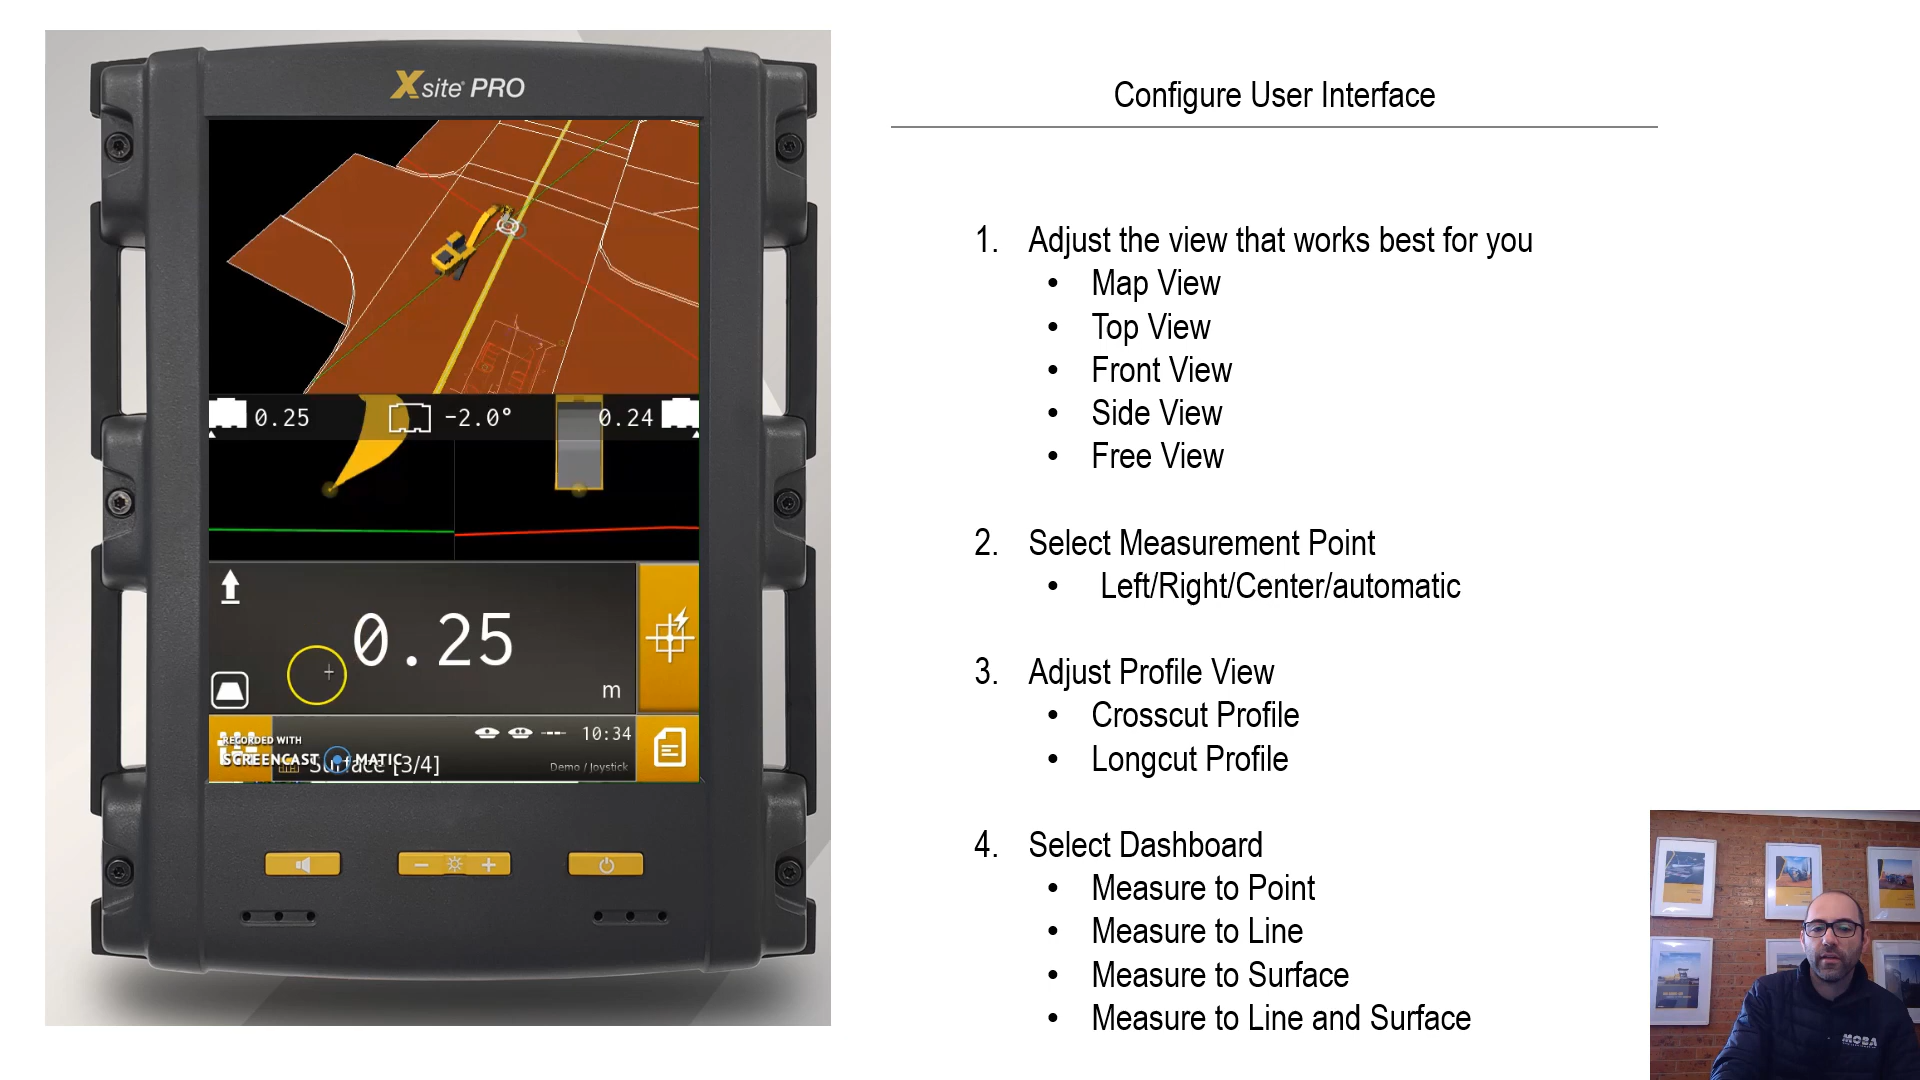 Xsite PRO
0.25
-2.0°
0.24
0.25
m
10:34
RECORDED WITH
SCREENCAST MATIC
Surface [3/4]
Demo / Joystick
Configure User Interface
1. Adjust the view that works best for you
• Map View
• Top View
• Front View
• Side View
• Free View
2. Select Measurement Point
• Left/Right/Center/automatic
3. Adjust Profile View
• Crosscut Profile
• Longcut Profile
4. Select Dashboard
• Measure to Point
• Measure to Line
• Measure to Surface
• Measure to Line and Surface
MOBA